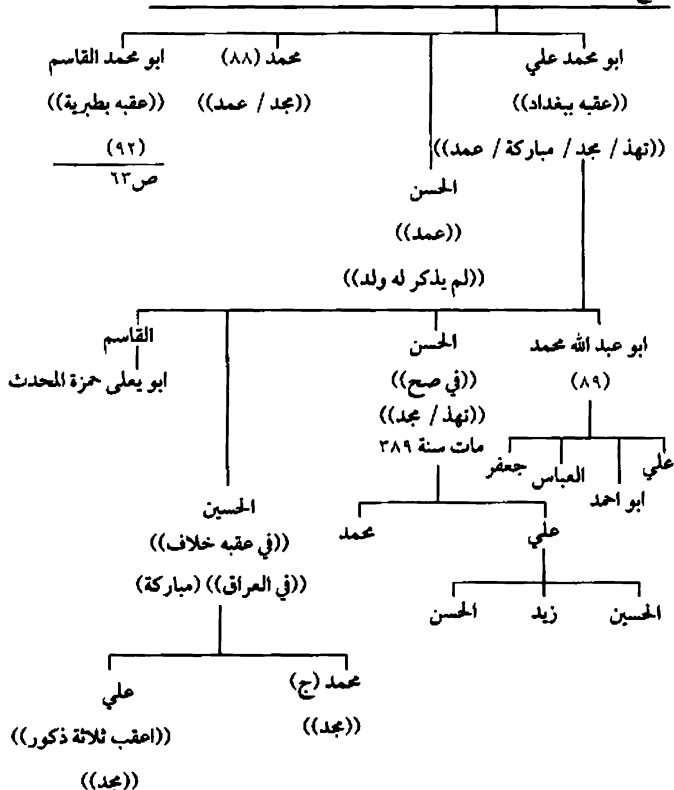 ابو محمد علي
((عقبه ببغداد))
((تهذ / مجد / مباركة / عمد))
محمد (٨٨)
((مجد / عمد))
ابو محمد القاسم
((عقبه بطبرية))
(٩٢)
ص٦٣
الحسن
((عمد))
((لم يذكر له ولد))
ابو عبد الله محمد
(٨٩)
الحسن
((في صح))
((تهذ / مجد))
مات سنة ٣٨٩
القاسم
ابو يعلى حمزة المحدث
علي
ابو احمد
العباس
جعفر
الحسين
((في عقبه خلاف))
((في العراق)) (مباركة)
علي
محمد
الحسين
زيد
الحسن
محمد (ج)
((مجد))
علي
((اعقب ثلاثة ذكور))
((مجد))